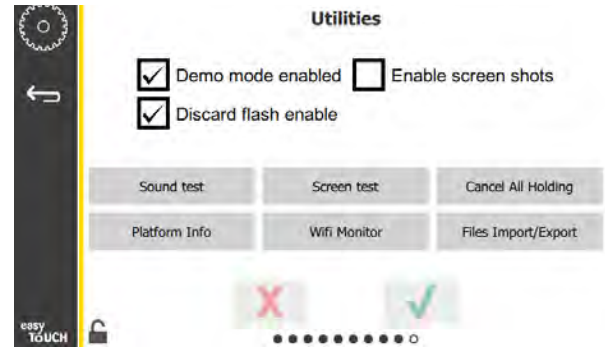 Utilities
Demo mode enabled Enable screen shots
Discard flash enable
Sound test Screen test Cancel All Holding
Platform Info Wifi Monitor Files Import/Export
easy
TOUCH